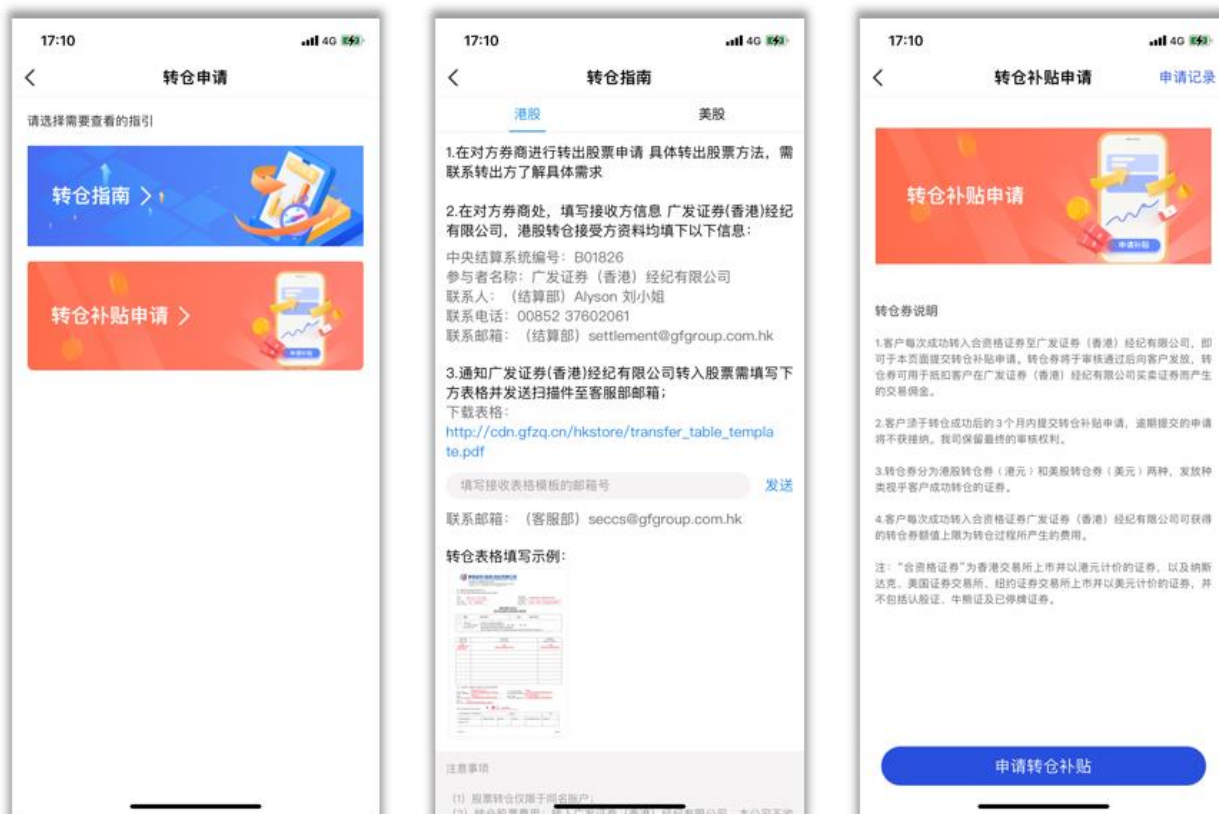 17:10
4G
转仓申请
请选择需要查看的指引
转仓指南
转仓补贴申请
申请补贴
17:10
4G
转仓指南
港股
美股
1.在对方券商进行转出股票申请 具体转出股票方法，需
联系转出方了解具体需求
2.在对方券商处，填写接收方信息 广发证券(香港)经纪
有限公司，港股转仓接受方资料均填下以下信息：
中央结算系统编号：B01826
参与者名称：广发证券（香港）经纪有限公司
联系人：（结算部）Alyson 刘小姐
联系电话：00852 37602061
联系邮箱：（结算部）settlement@gfgroup.com.hk
3.通知广发证券(香港)经纪有限公司转入股票需填写下
方表格并发送扫描件至客服部邮箱；
下载表格：
http://cdn.gfzq.cn/hkstore/transfer_table_templa
te.pdf
填写接收表格模板的邮箱号
发送
联系邮箱：（客服部）seccs@gfgroup.com.hk
转仓表格填写示例：
注意事项
(1) 股票转仓仅限于同名账户；
17:10
4G
转仓补贴申请
申请记录
转仓补贴申请
申请补贴
转仓券说明
1.客户每次成功转入合资格证券至广发证券（香港）经纪有限公司，即
可于本页面提交转仓补贴申请。转仓券将于审核通过后向客户发放，转
仓券可用于抵扣客户在广发证券（香港）经纪有限公司买卖证券而产生
的交易佣金。
2.客户须于转仓成功后的3个月内提交转仓补贴申请，逾期提交的申请
将不获接纳。我司保留最终的审核权利。
3.转仓券分为港股转仓券（港元）和美股转仓券（美元）两种，发放种
类视乎客户成功转仓的证券。
4.客户每次成功转入合资格证券广发证券（香港）经纪有限公司可获得
的转仓券额值上限为转仓过程所产生的费用。
注：“合资格证券”为香港交易所上市并以港元计价的证券，以及纳斯
达克、美国证券交易所、纽约证券交易所上市并以美元计价的证券，并
不包括认股证、牛熊证及已停牌证券。
申请转仓补贴